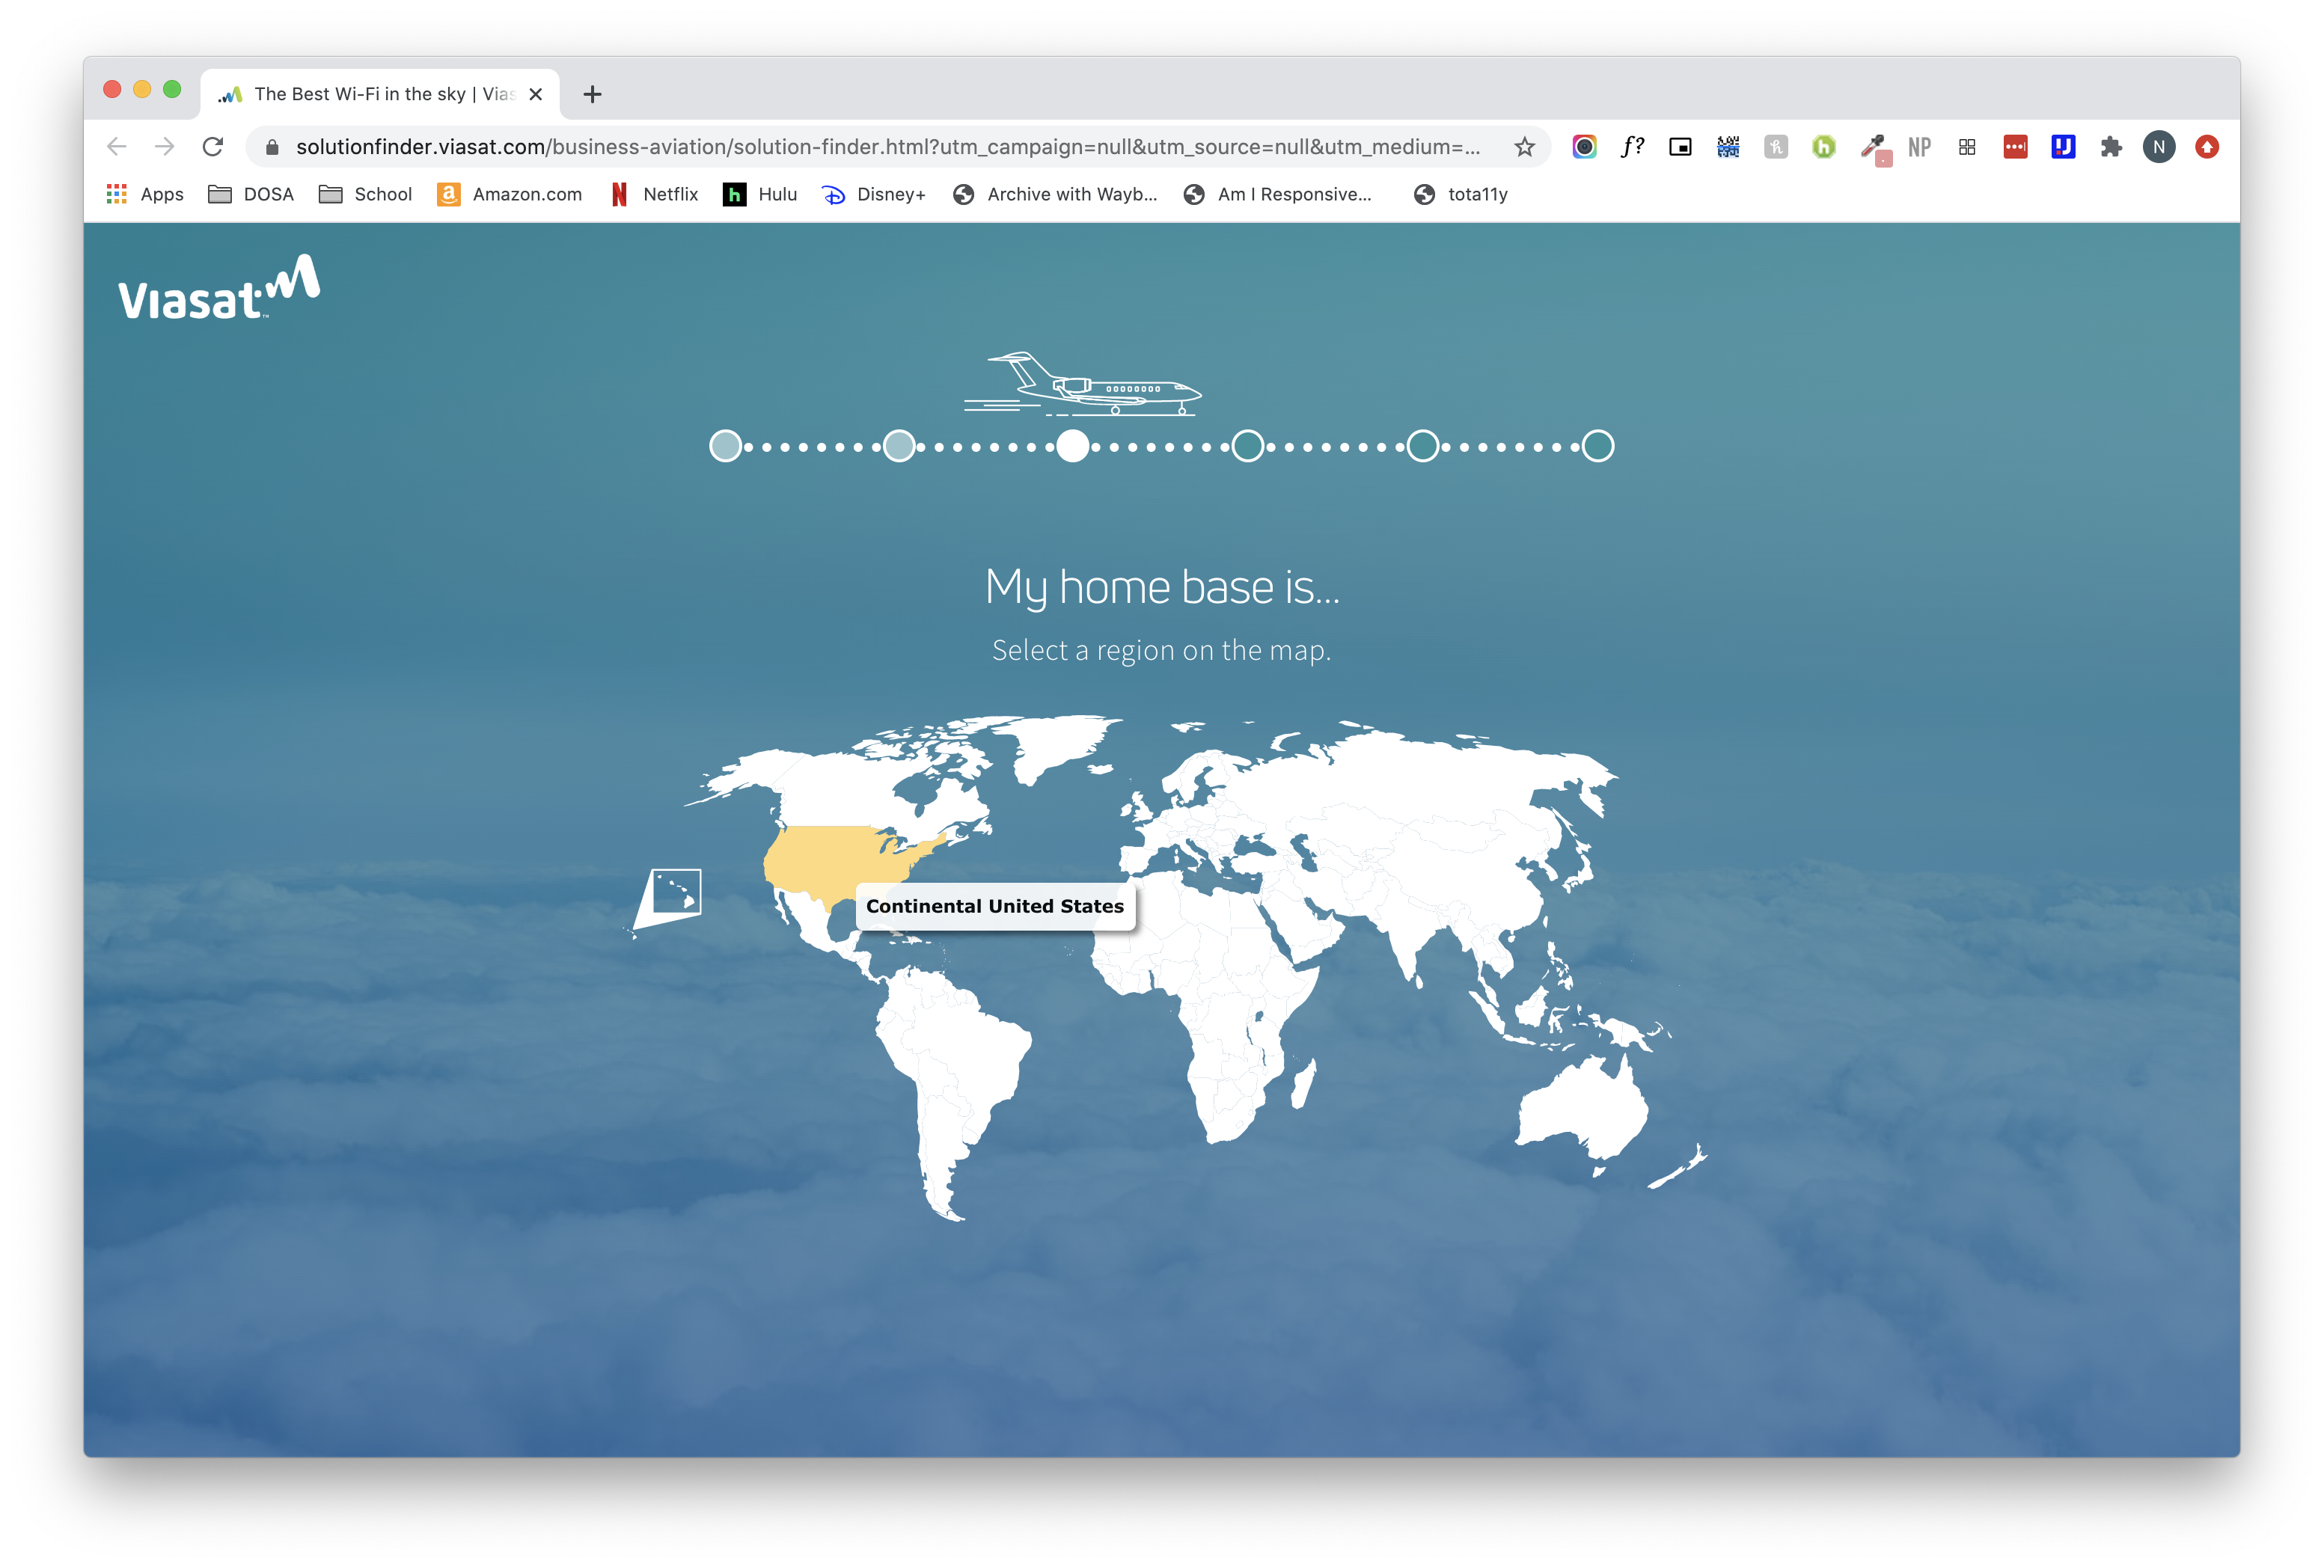 The Best Wi-Fi in the sky | Vias
solutionfinder.viasat.com/business-aviation/solution-finder.html?utm_campaign=null&utm_source=null&utm_medium=...
f?
NP
N
Apps
DOSA
School
Amazon.com
Netflix
Hulu
Disney+
Archive with Wayb...
Am I Responsive...
tota11y
Viasat™
My home base is...
Select a region on the map.
Continental United States